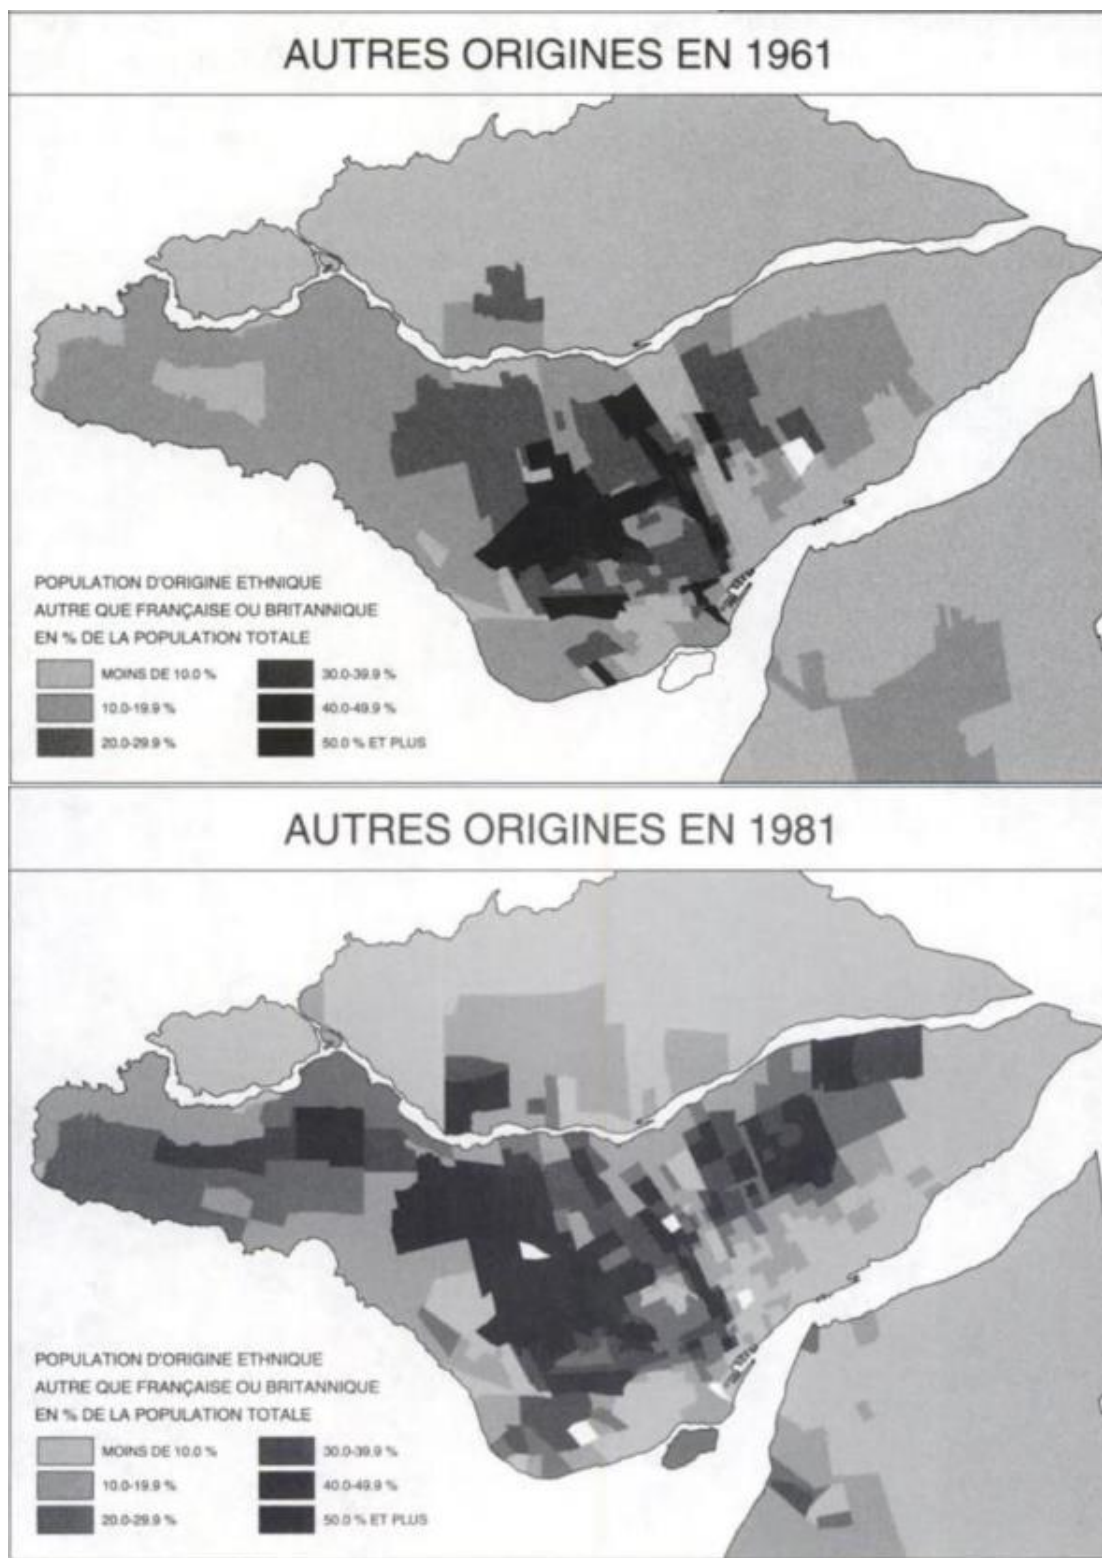 AUTRES ORIGINES EN 1961
POPULATION D'ORIGINE ETHNIQUE
AUTRE QUE FRANÇAISE OU BRITANNIQUE
EN % DE LA POPULATION TOTALE
MOINS DE 10.0 %
10.0-19.9 %
20.0-29.9 %
30.0-39.9 %
40.0-49.9 %
50.0 % ET PLUS
AUTRES ORIGINES EN 1981
POPULATION D'ORIGINE ETHNIQUE
AUTRE QUE FRANÇAISE OU BRITANNIQUE
EN % DE LA POPULATION TOTALE
MOINS DE 10.0 %
10.0-19.9 %
20.0-29.9 %
30.0-39.9 %
40.0-49.9 %
50.0 % ET PLUS